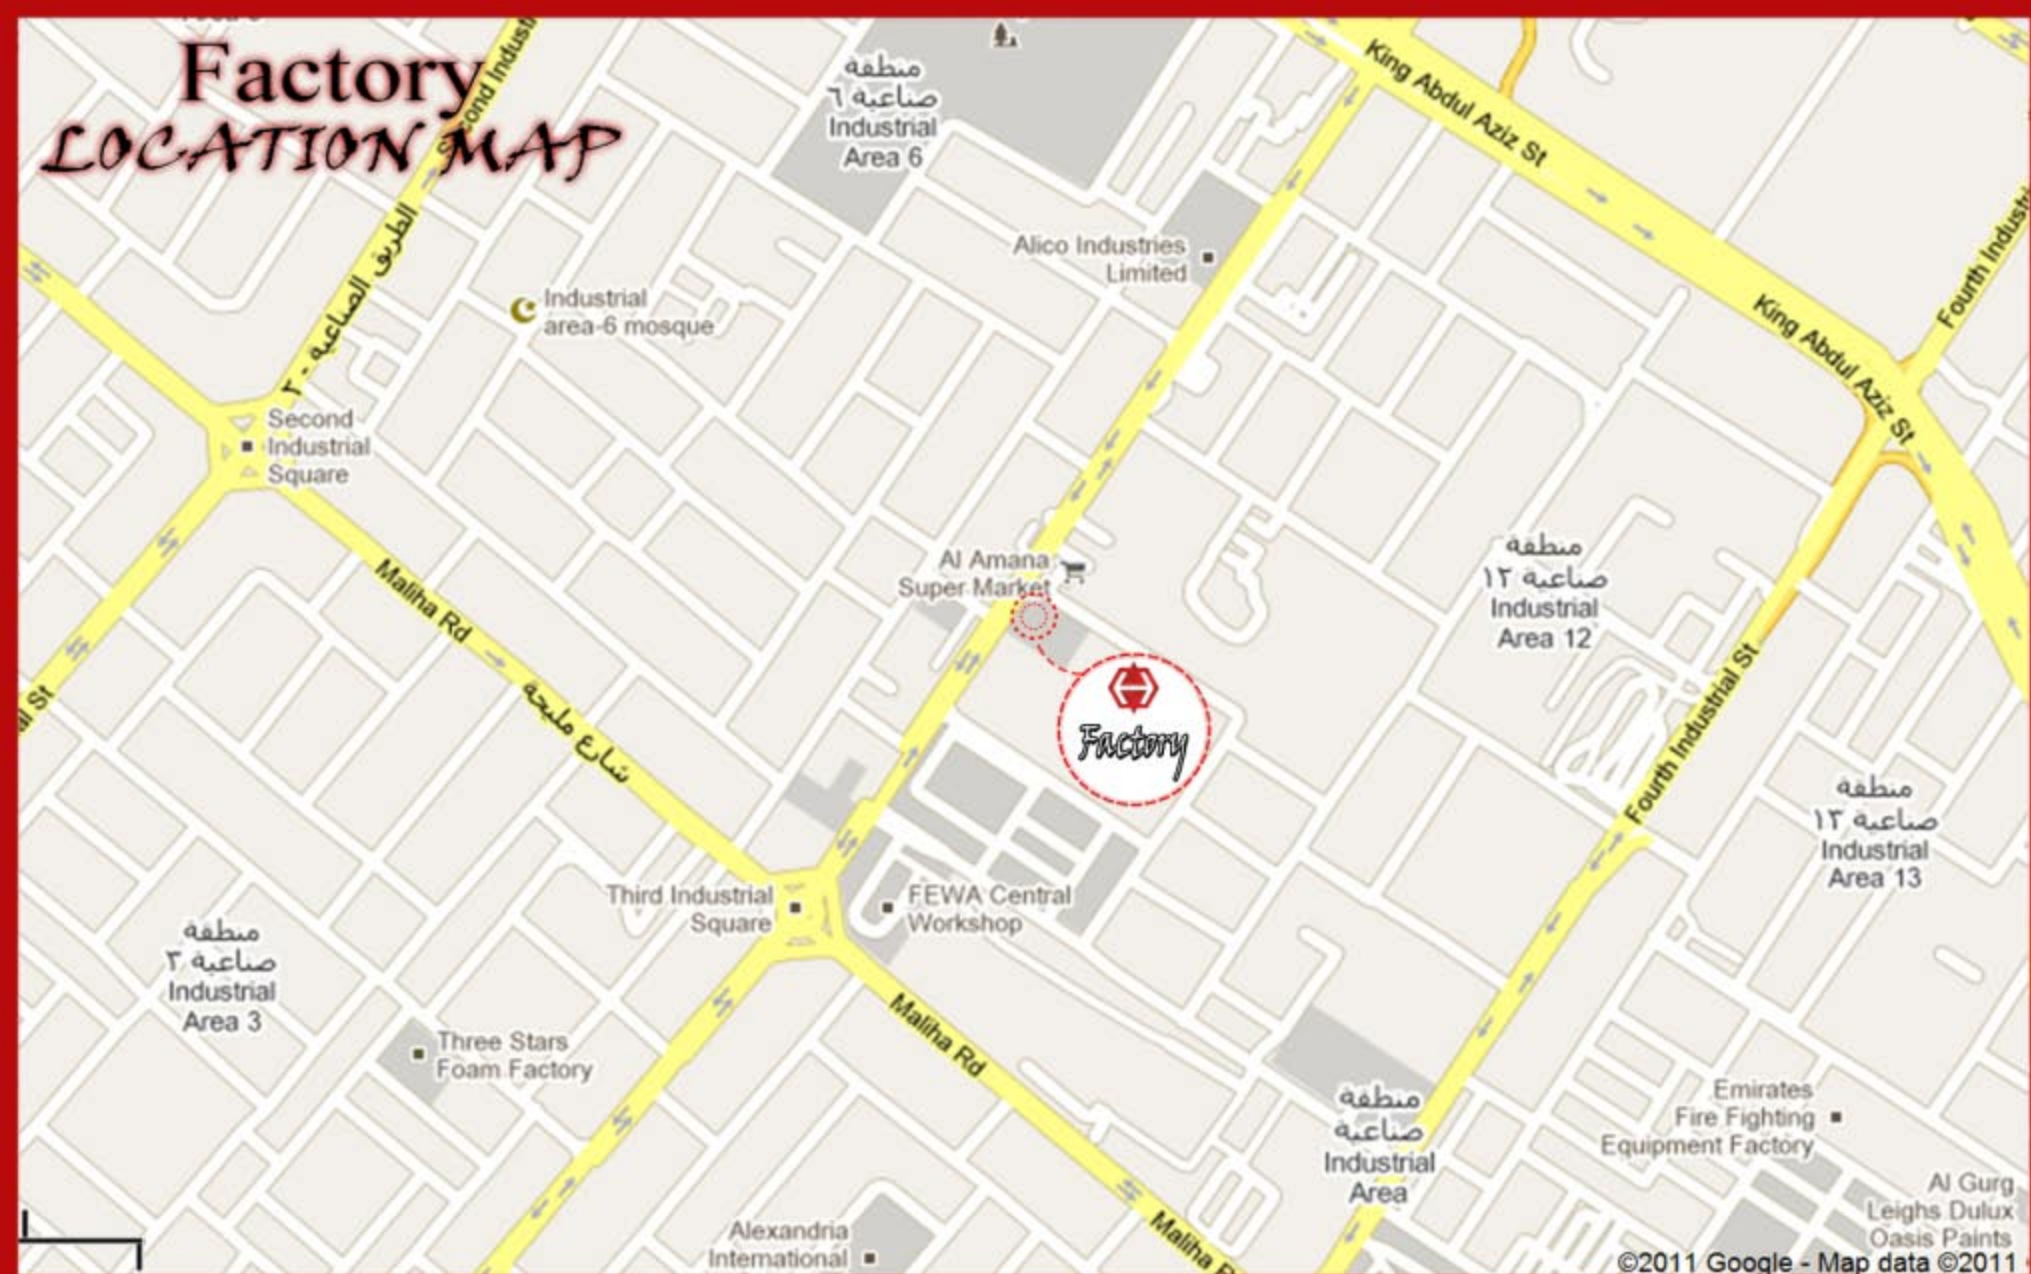 Factory
LOCATION MAP
Second Indust
King Abdul Aziz St
منطقة
صناعية ٦
Industrial
Area 6
الطريق الصناعية - ٢
Alico Industries
Limited
Fourth Industri
Industrial
area-6 mosque
King Abdul Aziz St
Second
Industrial
Square
Al Amana
Super Market
منطقة
صناعية ١٢
Industrial
Area 12
Maliha Rd
شارع مليحة
al St
Factory
Fourth Industrial St
منطقة
صناعية ١٣
Industrial
Area 13
Third Industrial
Square
FEWA Central
Workshop
منطقة
صناعية ٣
Industrial
Area 3
Maliha Rd
Three Stars
Foam Factory
منطقة
صناعية
Industrial
Area
Emirates
Fire Fighting
Equipment Factory
Al Gurg
Leighs Dulux
Oasis Paints
Alexandria
International
Maliha R
©2011 Google - Map data ©2011